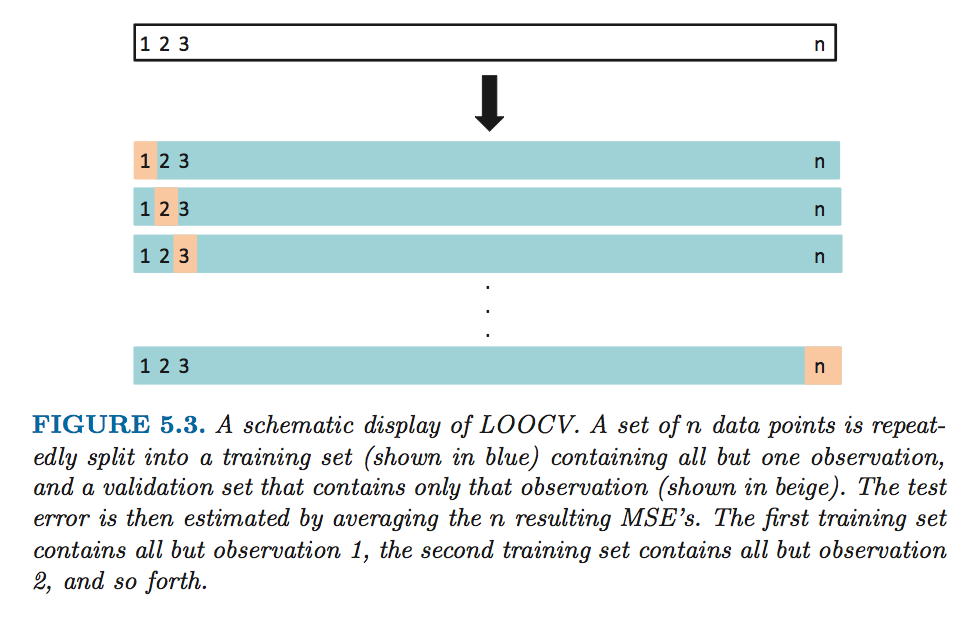 1 2 3 n
1 2 3 n
1 2 3 n
1 2 3 n
1 2 3 n
FIGURE 5.3. A schematic display of LOOCV. A set of n data points is repeat-
edly split into a training set (shown in blue) containing all but one observation,
and a validation set that contains only that observation (shown in beige). The test
error is then estimated by averaging the n resulting MSE's. The first training set
contains all but observation 1, the second training set contains all but observation
2, and so forth.